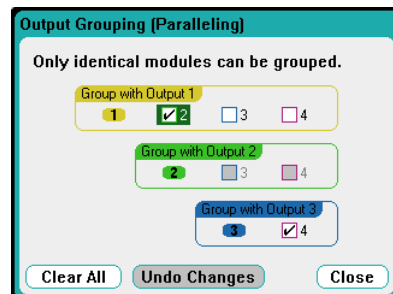 Output Grouping (Paralleling)
Only identical modules can be grouped.
Group with Output 1
1 2 3 4
Group with Output 2
2 3 4
Group with Output 3
3 4
Clear All Undo Changes Close